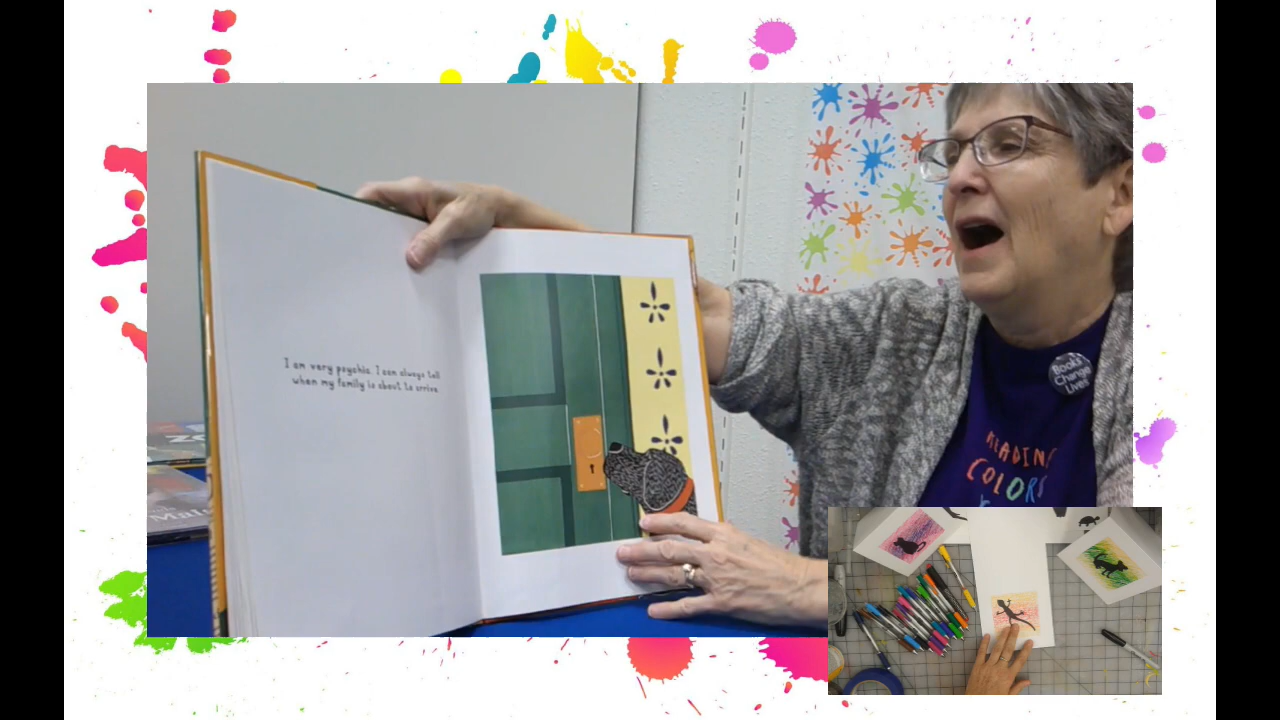 I am very psychic. I can always tell
when my family is about to arrive.
Books
Change
Lives
READING
COLORS